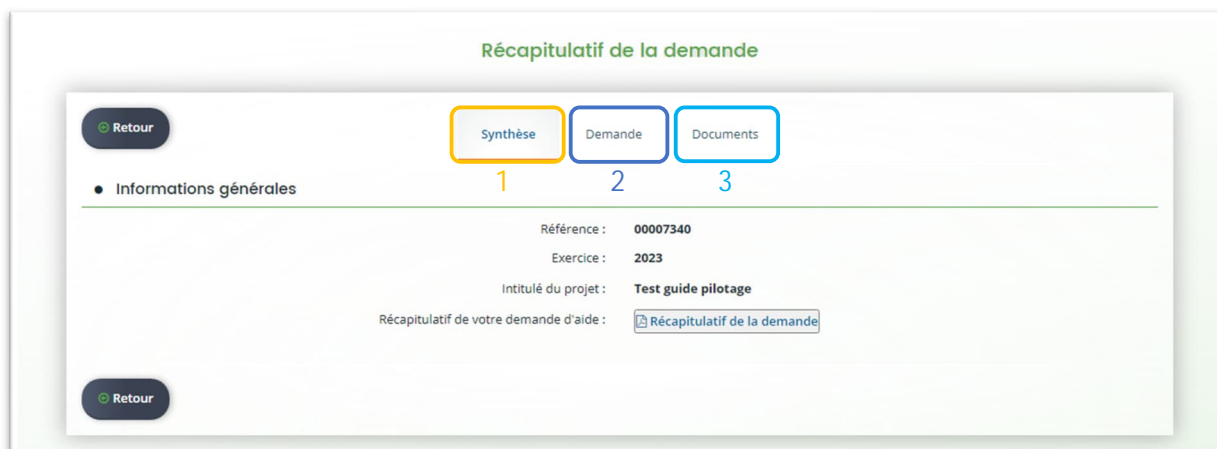 Récapitulatif de la demande
Retour
Synthèse Demande Documents
1 2 3
Informations générales
Référence : 00007340
Exercice : 2023
Intitulé du projet : Test guide pilotage
Récapitulatif de votre demande d'aide : Récapitulatif de la demande
Retour